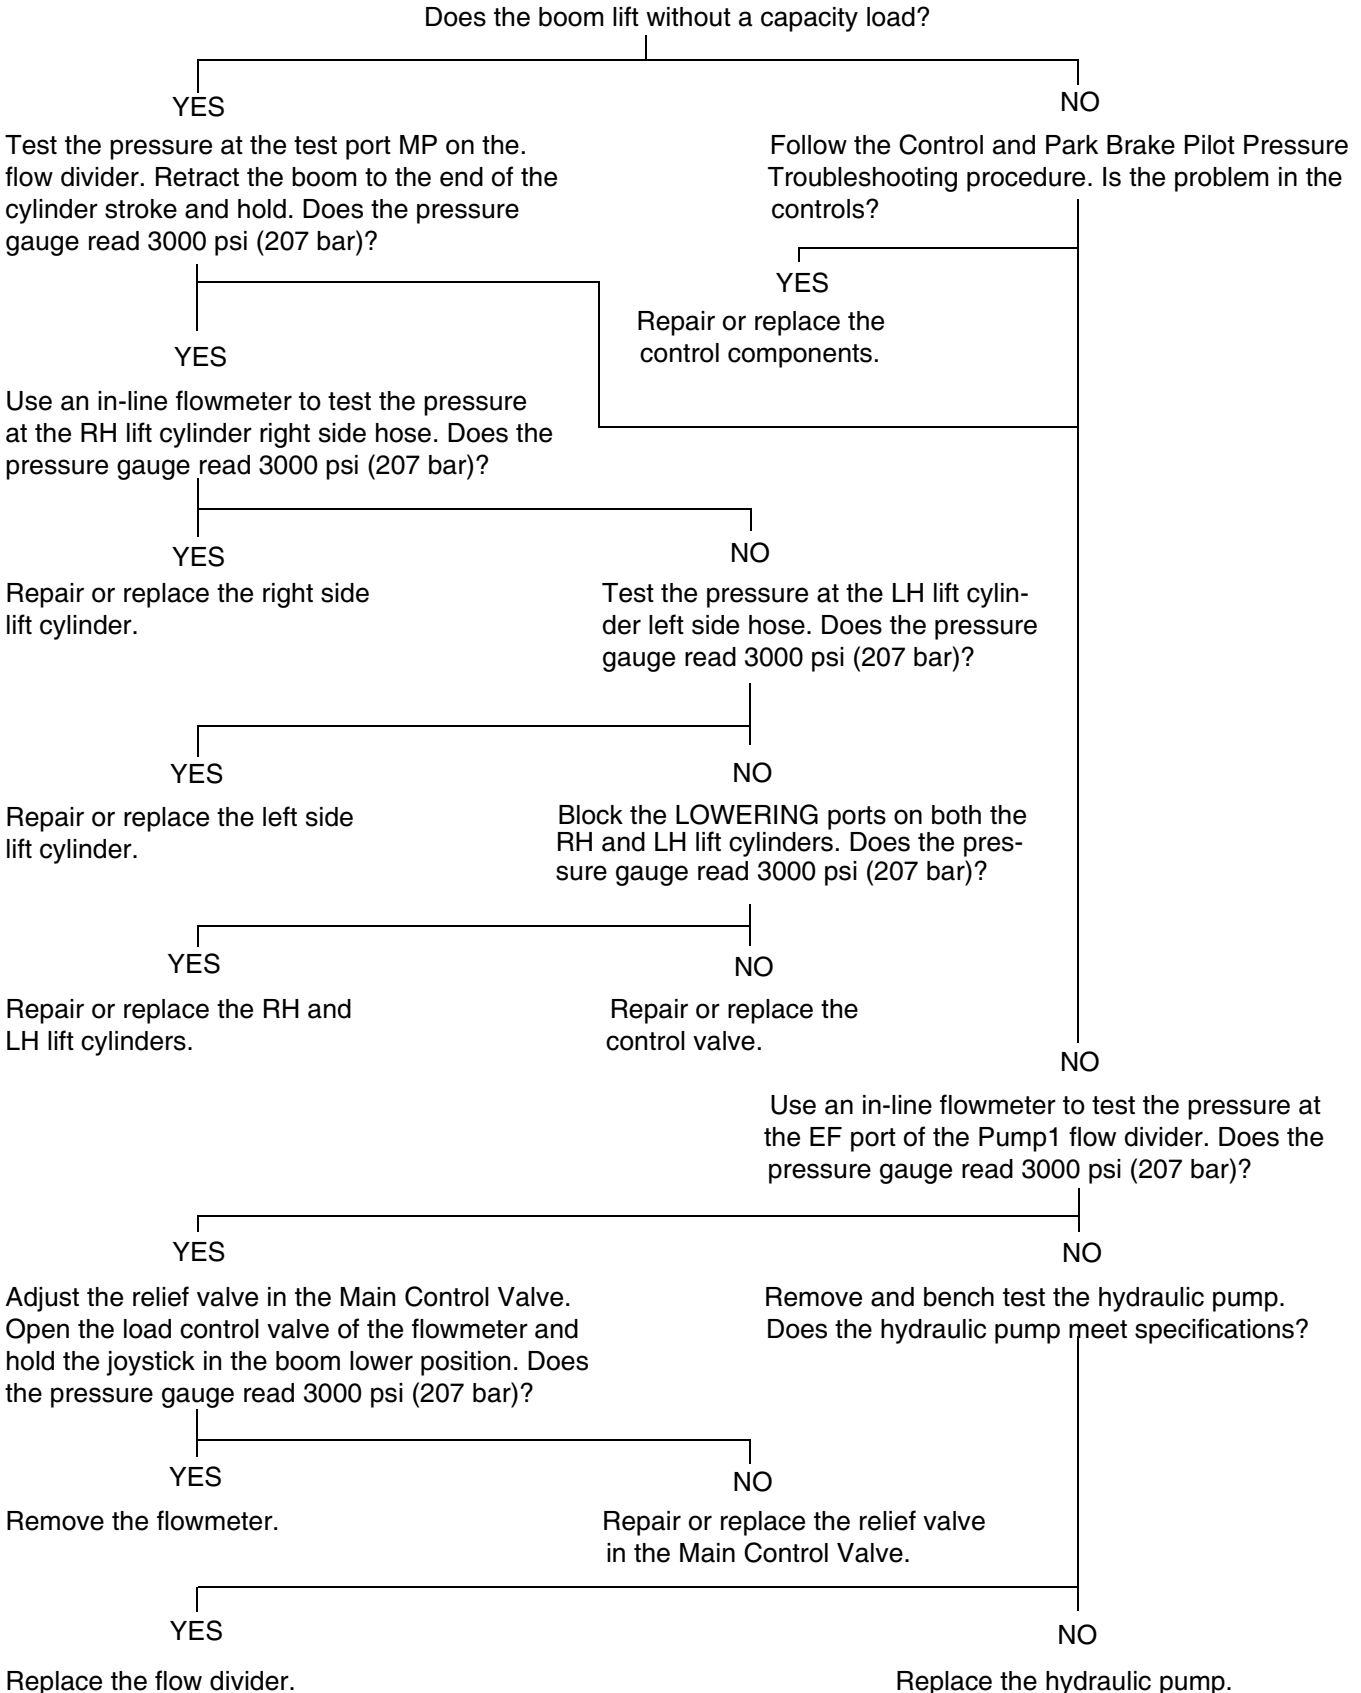 Does the boom lift without a capacity load?
YES
NO
Test the pressure at the test port MP on the.
flow divider. Retract the boom to the end of the
cylinder stroke and hold. Does the pressure
gauge read 3000 psi (207 bar)?
Follow the Control and Park Brake Pilot Pressure
Troubleshooting procedure. Is the problem in the
controls?
YES
Repair or replace the
control components.
YES
Use an in-line flowmeter to test the pressure
at the RH lift cylinder right side hose. Does the
pressure gauge read 3000 psi (207 bar)?
YES
NO
Repair or replace the right side
lift cylinder.
Test the pressure at the LH lift cylin-
der left side hose. Does the pressure
gauge read 3000 psi (207 bar)?
YES
NO
Repair or replace the left side
lift cylinder.
Block the LOWERING ports on both the
RH and LH lift cylinders. Does the pres-
sure gauge read 3000 psi (207 bar)?
YES
NO
Repair or replace the RH and
LH lift cylinders.
Repair or replace the
control valve.
NO
Use an in-line flowmeter to test the pressure at
the EF port of the Pump1 flow divider. Does the
pressure gauge read 3000 psi (207 bar)?
YES
NO
Adjust the relief valve in the Main Control Valve.
Open the load control valve of the flowmeter and
hold the joystick in the boom lower position. Does
the pressure gauge read 3000 psi (207 bar)?
Remove and bench test the hydraulic pump.
Does the hydraulic pump meet specifications?
YES
NO
Remove the flowmeter.
Repair or replace the relief valve
in the Main Control Valve.
YES
NO
Replace the flow divider.
Replace the hydraulic pump.